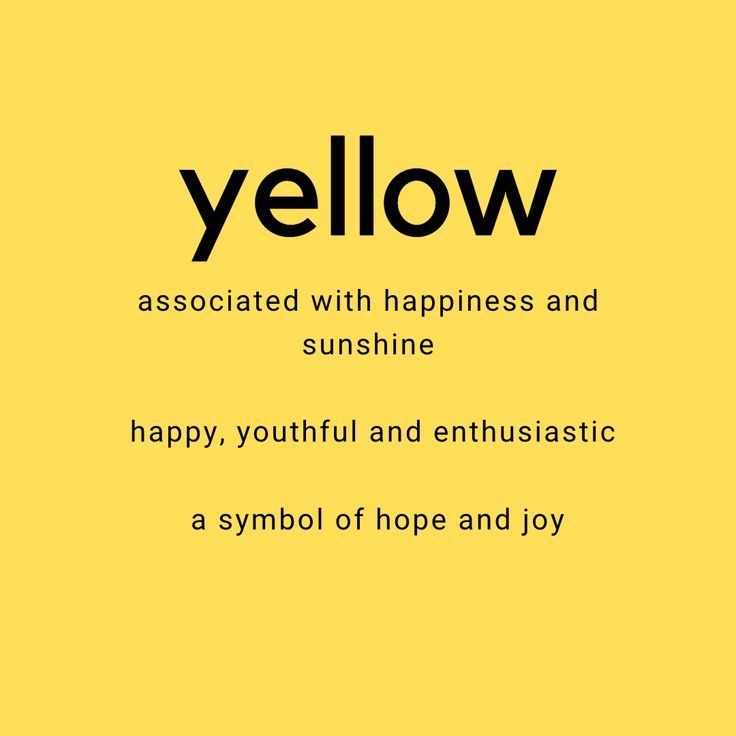 yellow
associated with happiness and
sunshine
happy, youthful and enthusiastic
a symbol of hope and joy